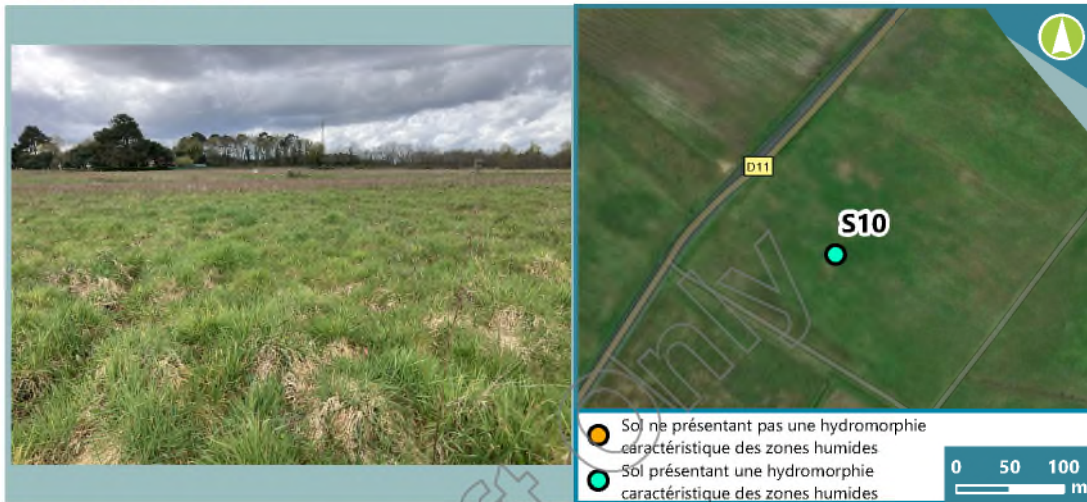 D11
S10
Sol ne présentant pas une hydromorphie
caractéristique des zones humides
Sol présentant une hydromorphie
caractéristique des zones humides
0 50 100
m
only